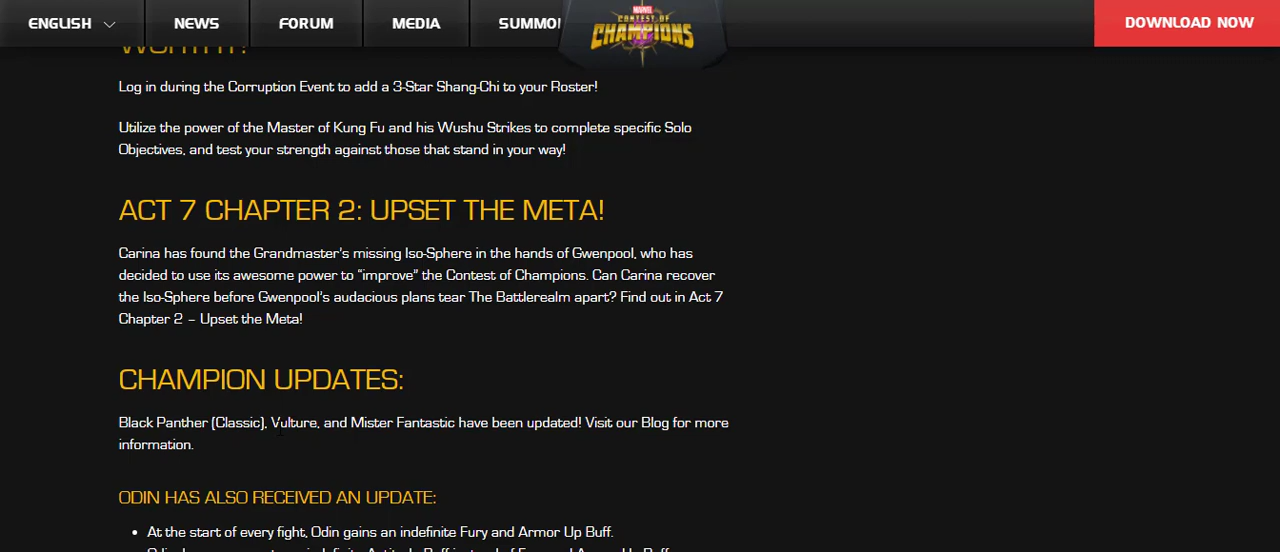 ENGLISH NEWS FORUM MEDIA SUMMO
MARVEL
CONTEST OF
CHAMPIONS
DOWNLOAD NOW
Log in during the Corruption Event to add a 3-Star Shang-Chi to your Roster!
Utilize the power of the Master of Kung Fu and his Wushu Strikes to complete specific Solo
Objectives, and test your strength against those that stand in your way!
ACT 7 CHAPTER 2: UPSET THE META!
Carina has found the Grandmaster's missing Iso-Sphere in the hands of Gwenpool, who has
decided to use its awesome power to “improve” the Contest of Champions. Can Carina recover
the Iso-Sphere before Gwenpool's audacious plans tear The Battlerealm apart? Find out in Act 7
Chapter 2 – Upset the Meta!
CHAMPION UPDATES:
Black Panther (Classic), Vulture, and Mister Fantastic have been updated! Visit our Blog for more
information.
ODIN HAS ALSO RECEIVED AN UPDATE:
• At the start of every fight, Odin gains an indefinite Fury and Armor Up Buff.